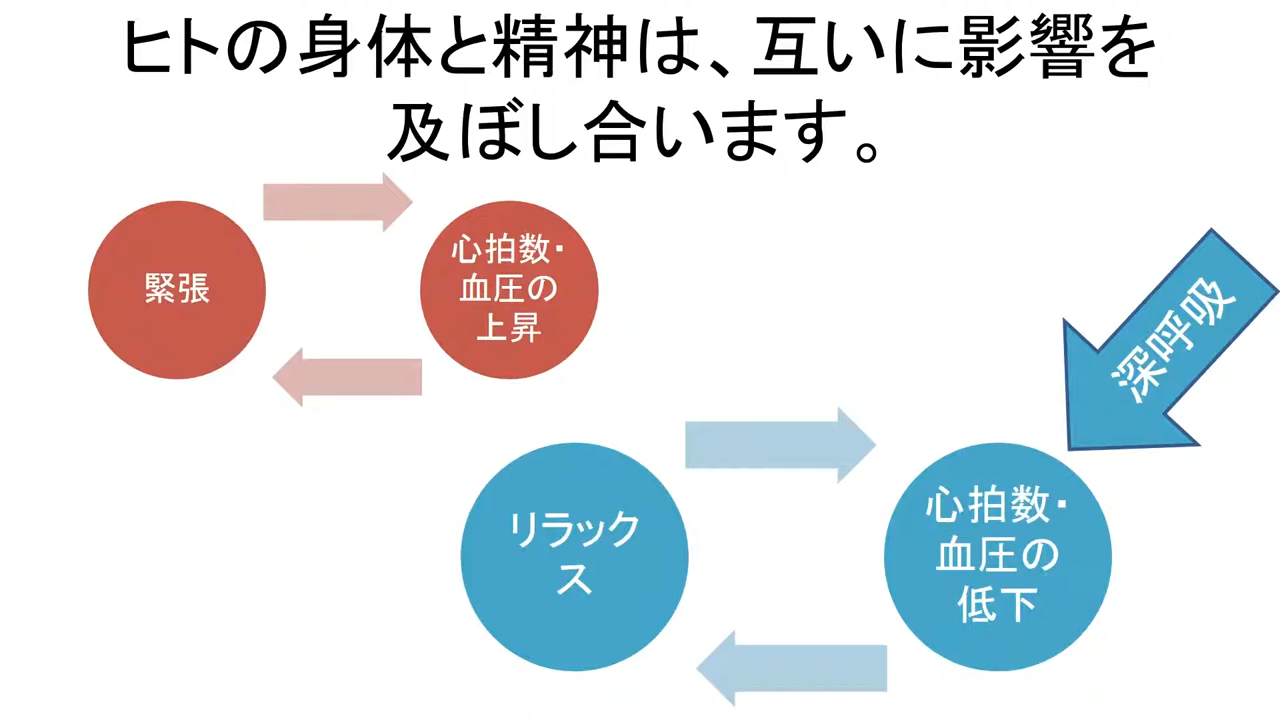 ヒトの身体と精神は、互いに影響を
及ぼし合います。
緊張
心拍数・
血圧の
上昇
深呼吸
リラック
ス
心拍数・
血圧の
低下